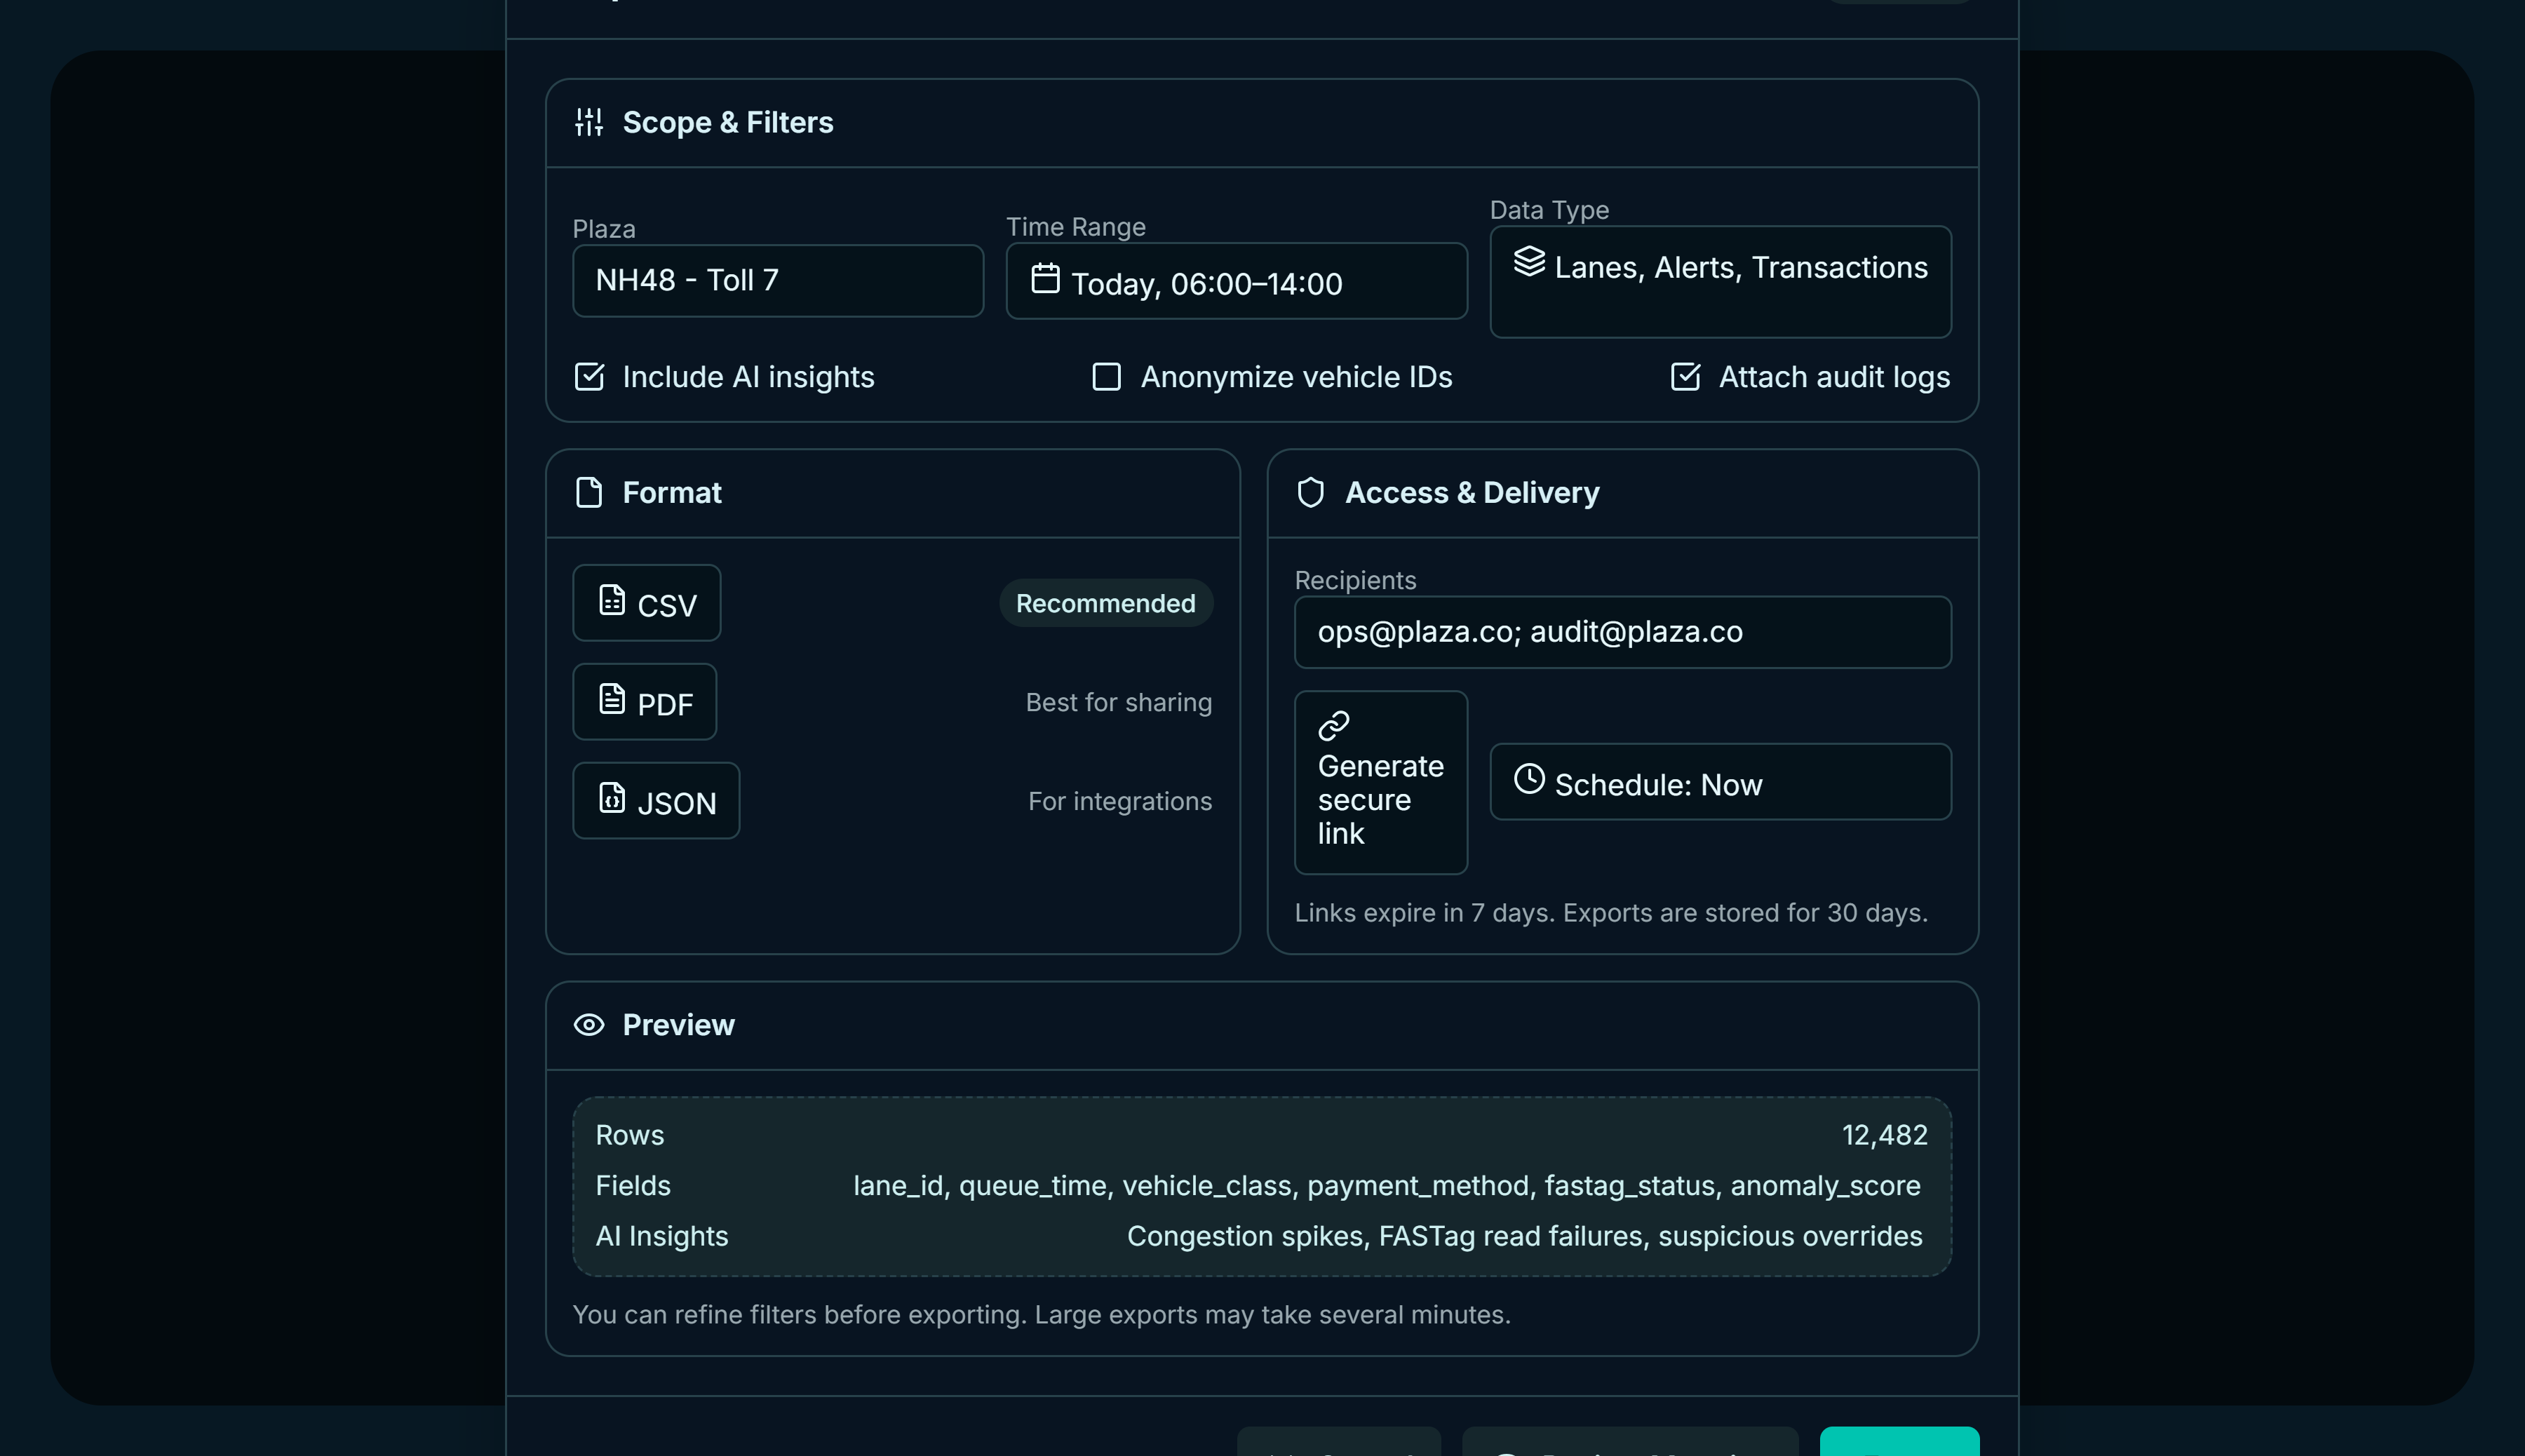 Scope & Filters
Plaza
Time Range
Data Type
NH48 - Toll 7
Today, 06:00–14:00
Lanes, Alerts, Transactions
Include AI insights
Anonymize vehicle IDs
Attach audit logs
Format
CSV
Recommended
PDF
Best for sharing
JSON
For integrations
Access & Delivery
Recipients
ops@plaza.co; audit@plaza.co
Generate
secure
link
Schedule: Now
Links expire in 7 days. Exports are stored for 30 days.
Preview
Rows
12,482
Fields
lane_id, queue_time, vehicle_class, payment_method, fastag_status, anomaly_score
AI Insights
Congestion spikes, FASTag read failures, suspicious overrides
You can refine filters before exporting. Large exports may take several minutes.